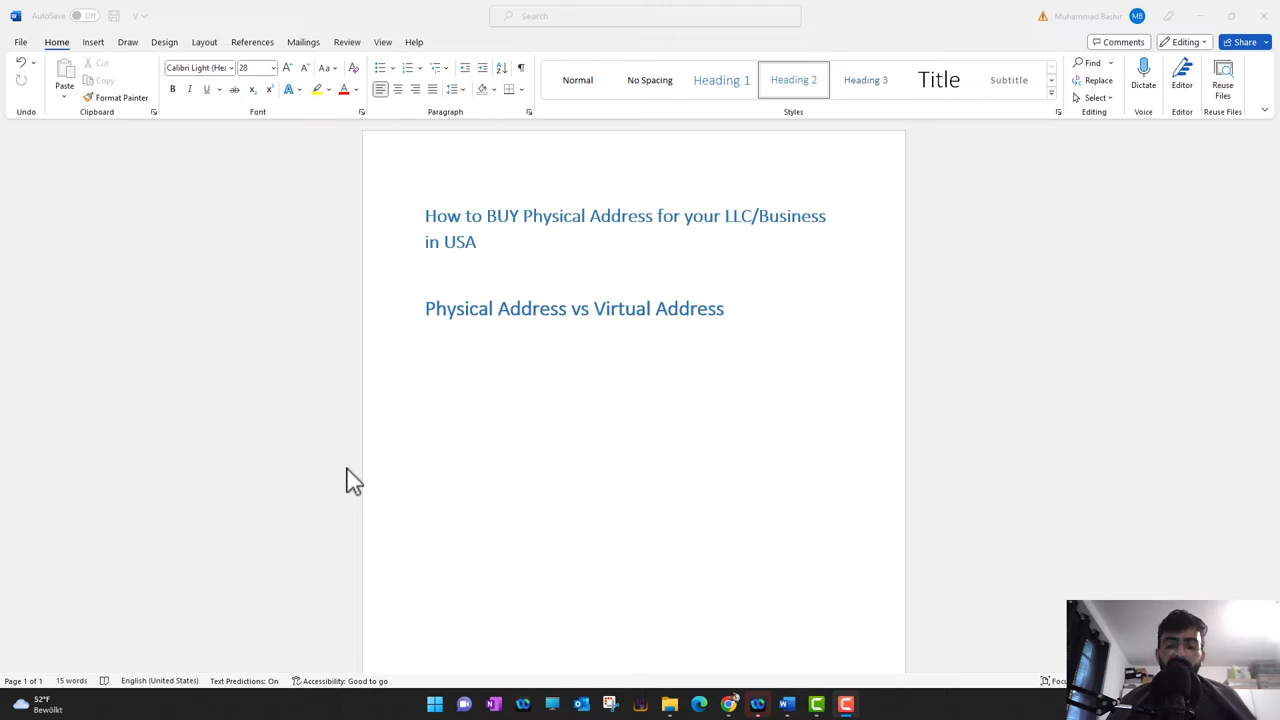 AutoSave Off
Search
Muhammad Bashir MB
File Home Insert Draw Design Layout References Mailings Review View Help
Comments Editing Share
Paste
Cut
Copy
Format Painter
Calibri Light (Hea 28
Aa
Normal
No Spacing
Heading 1
Heading 2
Heading 3
Title
Subtitle
Find
Replace
Select
Dictate
Editor
Reuse
Files
Undo Clipboard Font Paragraph Styles Editing Voice Editor Reuse Files
How to BUY Physical Address for your LLC/Business
in USA
Physical Address vs Virtual Address
Page 1 of 1 15 words English (United States) Text Predictions: On Accessibility: Good to go
52°F
Bewölkt